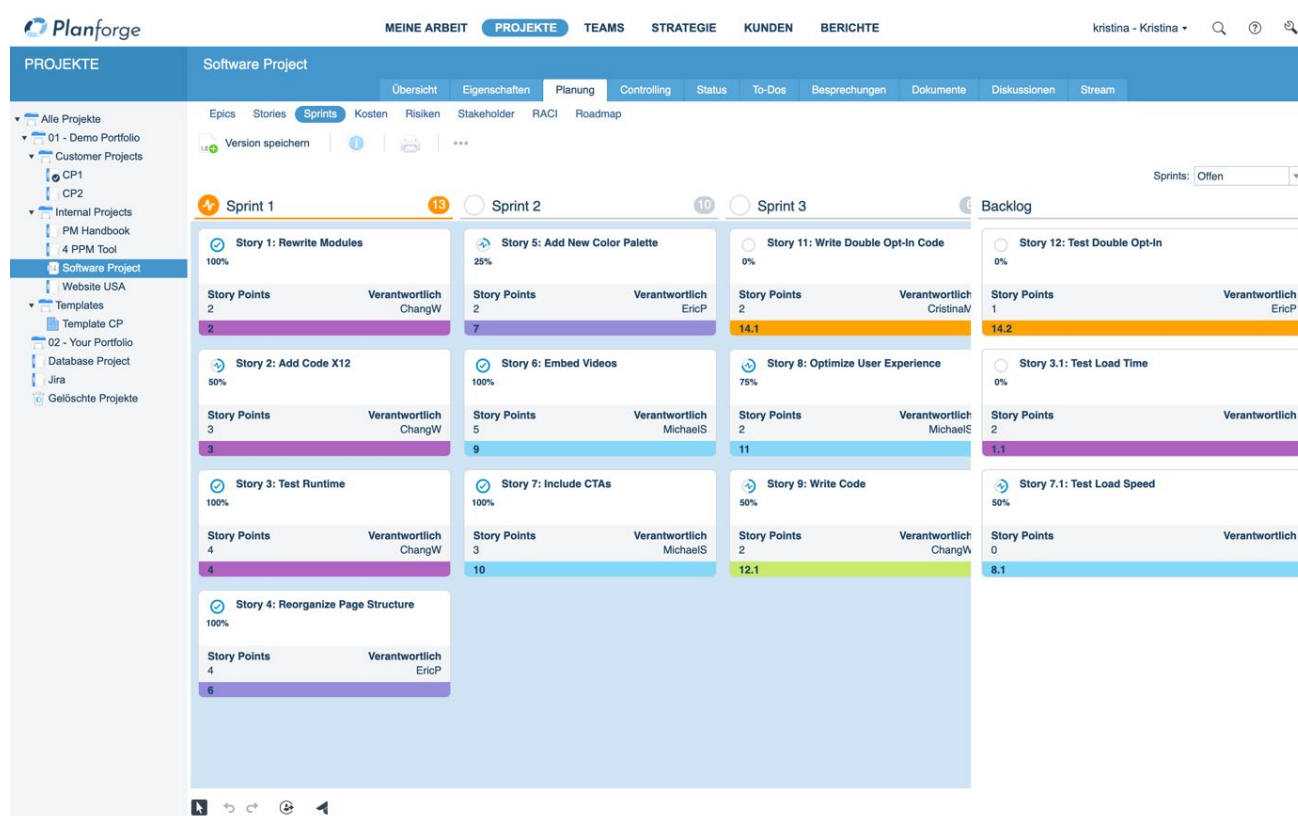 Planforge
MEINE ARBEIT PROJEKTE TEAMS STRATEGIE KUNDEN BERICHTE
kristina - Kristina
PROJEKTE
Software Project
Übersicht Eigenschaften Planung Controlling Status To-Dos Besprechungen Dokumente Diskussionen Stream
Epics Stories Sprints Kosten Risiken Stakeholder RACI Roadmap
Version speichern
Sprints: Offen
Alle Projekte
01 - Demo Portfolio
Customer Projects
CP1
CP2
Internal Projects
PM Handbook
4 PPM Tool
Software Project
Website USA
Templates
Template CP
02 - Your Portfolio
Database Project
Jira
Gelöschte Projekte
Sprint 1 13
Story 1: Rewrite Modules
100%
Story Points Verantwortlich
2 ChangW
2
Story 2: Add Code X12
50%
Story Points Verantwortlich
3 ChangW
3
Story 3: Test Runtime
100%
Story Points Verantwortlich
4 ChangW
4
Story 4: Reorganize Page Structure
100%
Story Points Verantwortlich
4 EricP
6
Sprint 2 10
Story 5: Add New Color Palette
25%
Story Points Verantwortlich
2 EricP
7
Story 6: Embed Videos
100%
Story Points Verantwortlich
5 MichaelS
9
Story 7: Include CTAs
100%
Story Points Verantwortlich
3 MichaelS
10
Sprint 3
Story 11: Write Double Opt-In Code
0%
Story Points Verantwortlich
2 CristinaM
14.1
Story 8: Optimize User Experience
75%
Story Points Verantwortlich
2 MichaelS
11
Story 9: Write Code
50%
Story Points Verantwortlich
2 ChangW
12.1
Backlog
Story 12: Test Double Opt-In
0%
Story Points Verantwortlich
1 EricP
14.2
Story 3.1: Test Load Time
0%
Story Points Verantwortlich
2
1.1
Story 7.1: Test Load Speed
50%
Story Points Verantwortlich
0
8.1